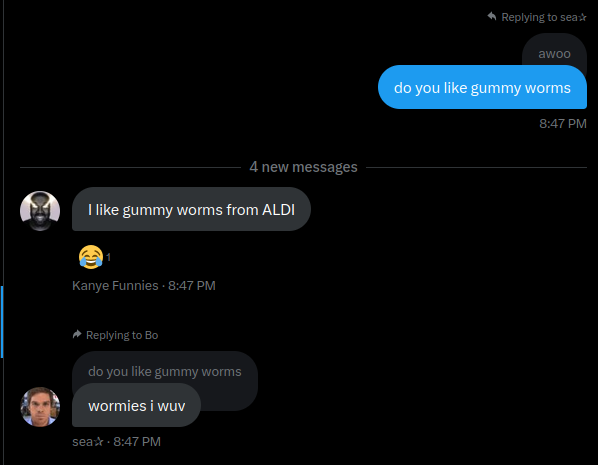 Replying to sea✰
awoo
do you like gummy worms
8:47 PM
4 new messages
I like gummy worms from ALDI
😂 1
Kanye Funnies · 8:47 PM
Replying to Bo
do you like gummy worms
wormies i wuv
sea✰ · 8:47 PM